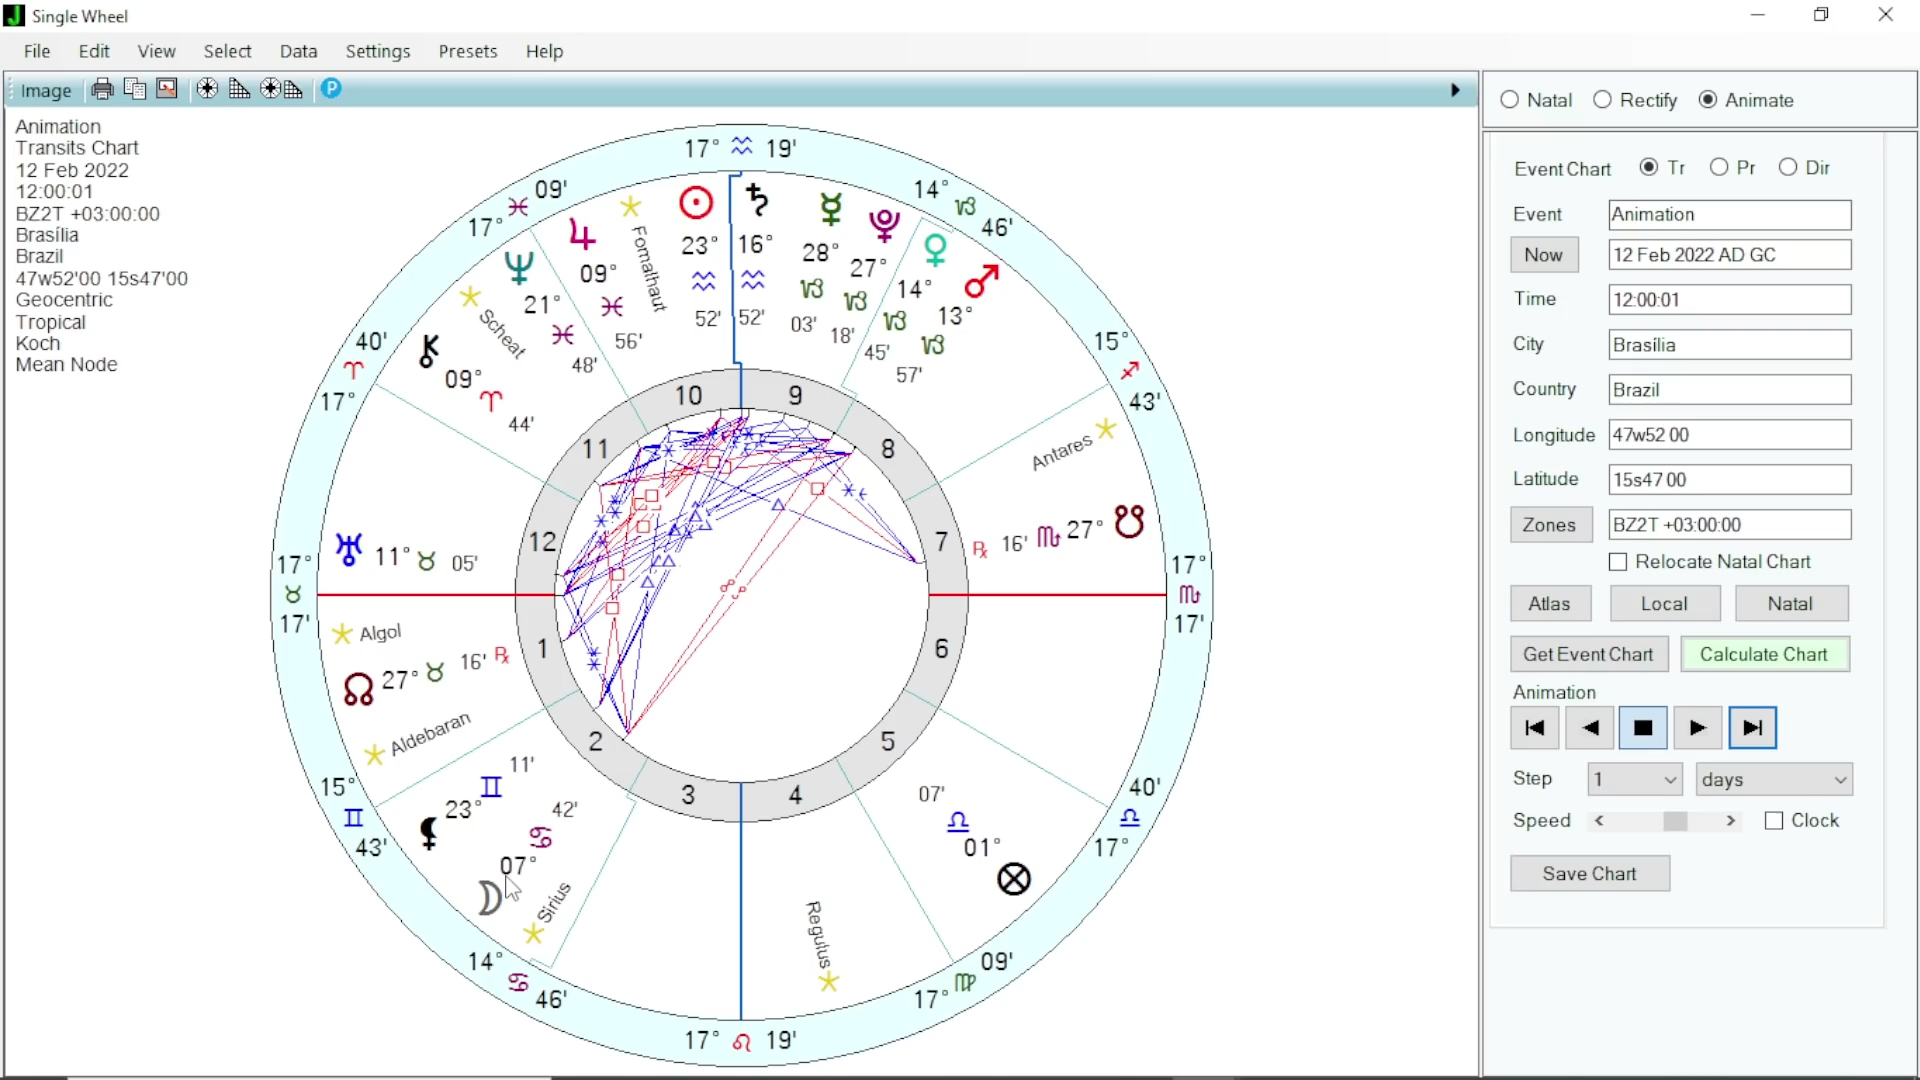 Single Wheel
File Edit View Select Data Settings Presets Help
Image P
Natal Rectify Animate
Animation
Transits Chart
12 Feb 2022
12:00:01
BZ2T +03:00:00
Brasília
Brazil
47w52'00 15s47'00
Geocentric
Tropical
Koch
Mean Node
17° ♒ 19'
14° ♑ 46'
15° ♐ 43'
17° ♏ 17'
40' ♎ 17°
09' ♍ 17°
17° ♌ 19'
14° ♋ 46'
15° ♊ 43'
17° ♉ 17'
40' ♈ 17°
17° ♓ 09'
☉ 23° ♒ 52'
♄ 16° ♒ 52'
☿ 28° ♑ 03'
♇ 27° ♑ 18'
♀ 14° ♑ 45'
♂ 13° ♑ 57'
Fomalhaut
♃ 09° ♓ 56'
♆ 21° ♓ 48'
Scheat
⚷ 09° ♈ 44'
♅ 11° ♉ 05'
Algol
☊ 27° ♉ 16' ℞
Aldebaran
⚸ 23° ♊ 11'
☽ 07° ♋ 42'
Sirius
Regulus
⊗ 01° ♎ 07'
℞ 16' ♏ 27° ☋
Antares
10 9
11 8
12 7
1 6
2 5
3 4
Event Chart Tr Pr Dir
Event Animation
Now 12 Feb 2022 AD GC
Time 12:00:01
City Brasília
Country Brazil
Longitude 47w52 00
Latitude 15s47 00
Zones BZ2T +03:00:00
Relocate Natal Chart
Atlas Local Natal
Get Event Chart Calculate Chart
Animation
Step 1 days
Speed < > Clock
Save Chart